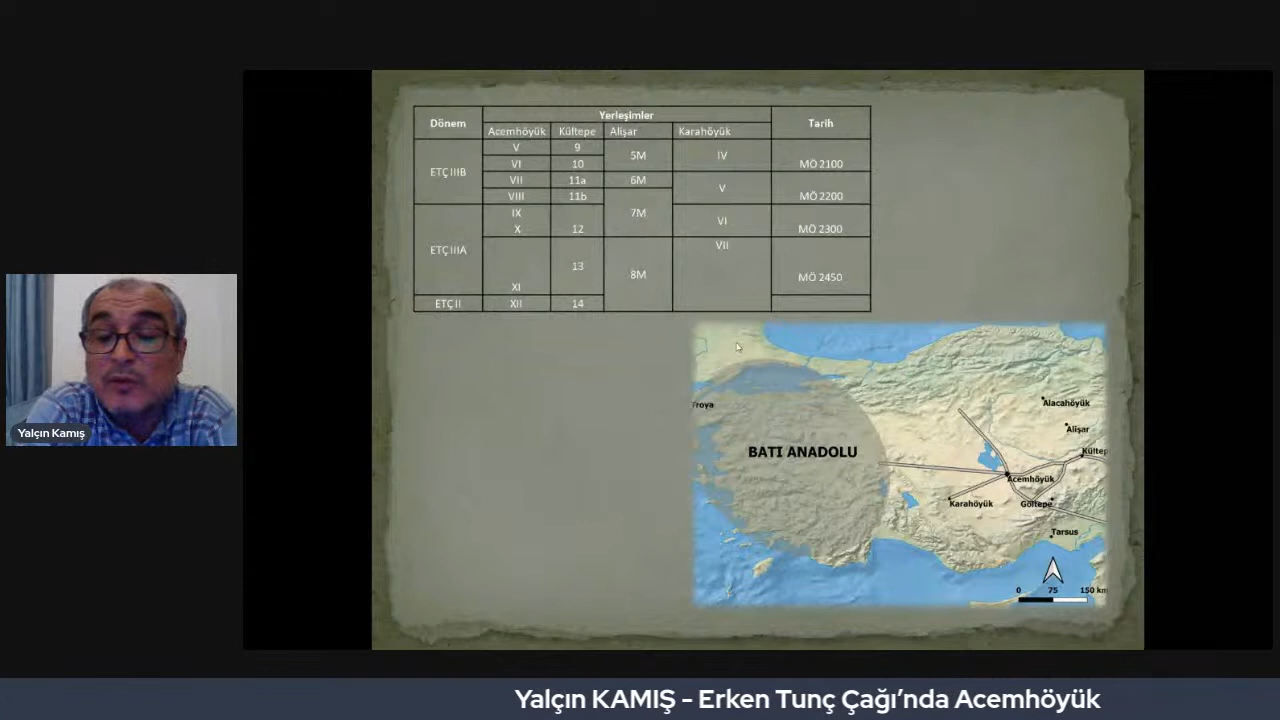 Dönem Yerleşimler Tarih
Acemhöyük Kültepe Alişar Karahöyük
ETÇ IIIB V 9 5M IV MÖ 2100
VI 10
VII 11a 6M V MÖ 2200
VIII 11b 7M
ETÇ IIIA IX 12 VI MÖ 2300
X
XI 13 8M VII MÖ 2450
ETÇ II XII 14
Troya
BATI ANADOLU
Alacahöyük
Alişar
Kültep
Acemhöyük
Karahöyük
Göltepe
Tarsus
0 75 150 km
Yalçın Kamış
Yalçın KAMIŞ - Erken Tunç Çağı’nda Acemhöyük